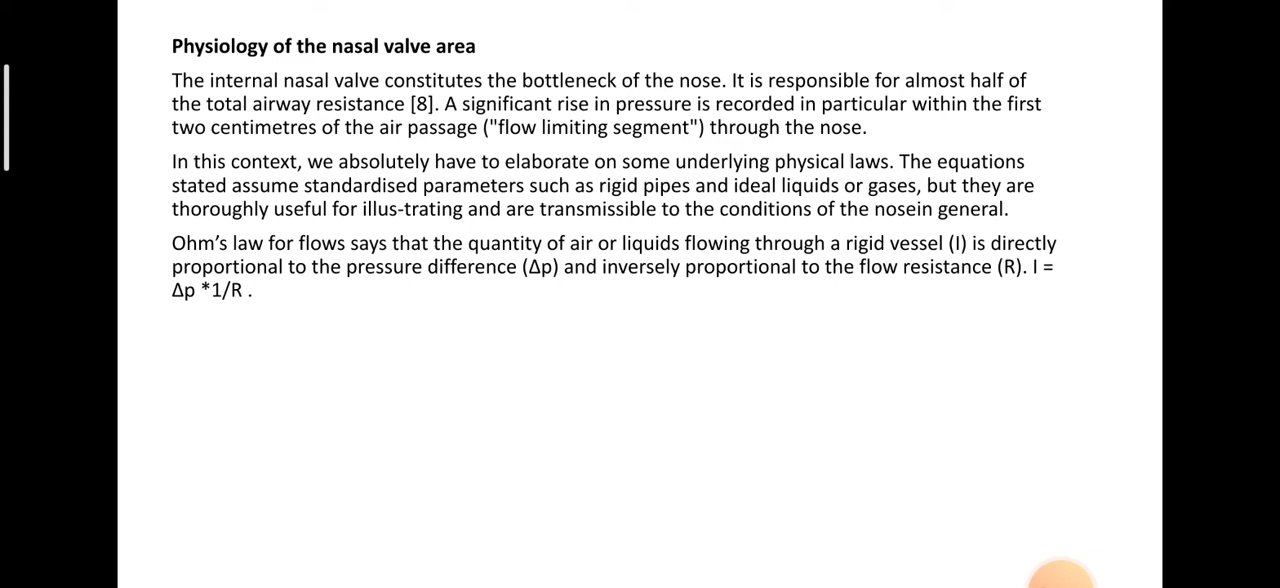 Physiology of the nasal valve area
The internal nasal valve constitutes the bottleneck of the nose. It is responsible for almost half of
the total airway resistance [8]. A significant rise in pressure is recorded in particular within the first
two centimetres of the air passage ("flow limiting segment") through the nose.
In this context, we absolutely have to elaborate on some underlying physical laws. The equations
stated assume standardised parameters such as rigid pipes and ideal liquids or gases, but they are
thoroughly useful for illus-trating and are transmissible to the conditions of the nosein general.
Ohm’s law for flows says that the quantity of air or liquids flowing through a rigid vessel (I) is directly
proportional to the pressure difference (Δp) and inversely proportional to the flow resistance (R). I =
Δp *1/R .